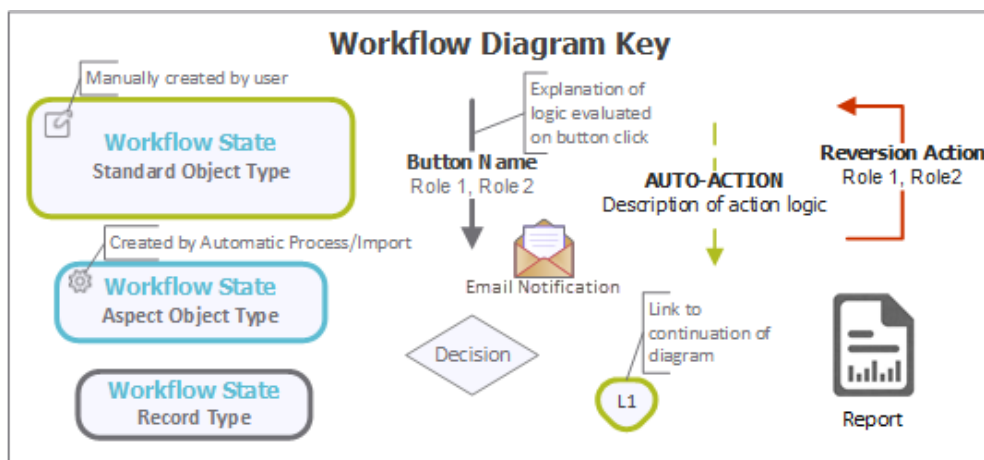 Workflow Diagram Key
Manually created by user
Workflow State
Standard Object Type
Created by Automatic Process/Import
Workflow State
Aspect Object Type
Workflow State
Record Type
Explanation of
logic evaluated
on button click
Button Name
Role 1, Role 2
Email Notification
Decision
AUTO-ACTION
Description of action logic
Link to
continuation of
diagram
L1
Reversion Action
Role 1, Role2
Report